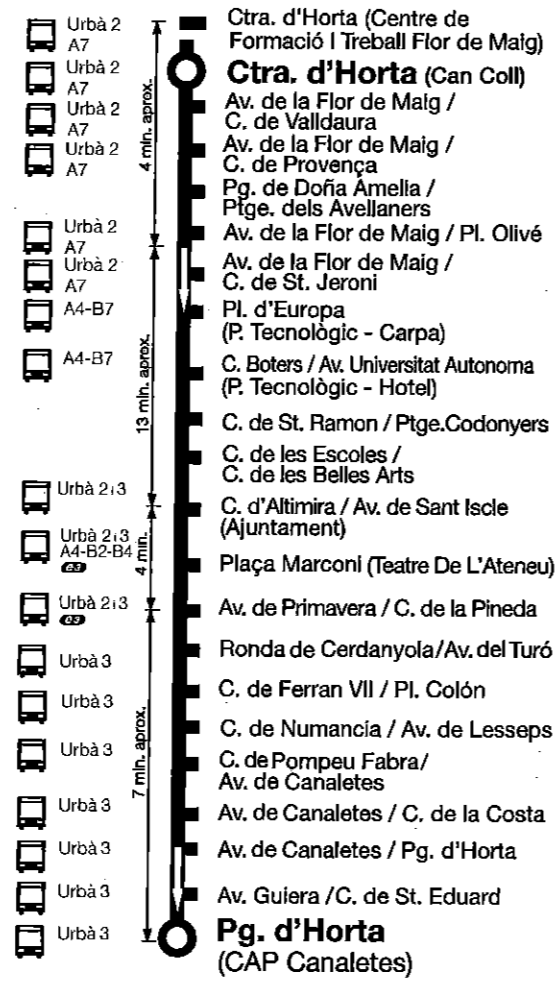 Urbà 2
A7
Ctra. d'Horta (Centre de
Formació I Treball Flor de Maig)
Urbà 2
A7
Ctra. d'Horta (Can Coll)
Urbà 2
A7
Av. de la Flor de Maig /
C. de Valldaura
Urbà 2
A7
Av. de la Flor de Maig /
C. de Provença
4 min. aprox.
Pg. de Doña Amelia /
Ptge. dels Avellaners
Urbà 2
A7
Av. de la Flor de Maig / Pl. Olivé
Urbà 2
A7
Av. de la Flor de Maig /
C. de St. Jeroni
A4-B7
Pl. d'Europa
(P. Tecnològic - Carpa)
A4-B7
C. Boters / Av. Universitat Autonoma
(P. Tecnològic - Hotel)
13 min. aprox.
C. de St. Ramon / Ptge.Codonyers
C. de les Escoles /
C. de les Belles Arts
Urbà 2i3
C. d'Altimira / Av. de Sant Iscle
(Ajuntament)
Urbà 2i3
A4-B2-B4
e3
4 min.
Plaça Marconi (Teatre De L'Ateneu)
Urbà 2i3
e3
Av. de Primavera / C. de la Pineda
Urbà 3
Ronda de Cerdanyola/Av. del Turó
Urbà 3
C. de Ferran VII / Pl. Colón
7 min. aprox.
C. de Numancia / Av. de Lesseps
Urbà 3
C. de Pompeu Fabra/
Av. de Canaletes
Urbà 3
Av. de Canaletes / C. de la Costa
Urbà 3
Av. de Canaletes / Pg. d'Horta
Urbà 3
Av. Guiera /C. de St. Eduard
Urbà 3
Pg. d'Horta
(CAP Canaletes)